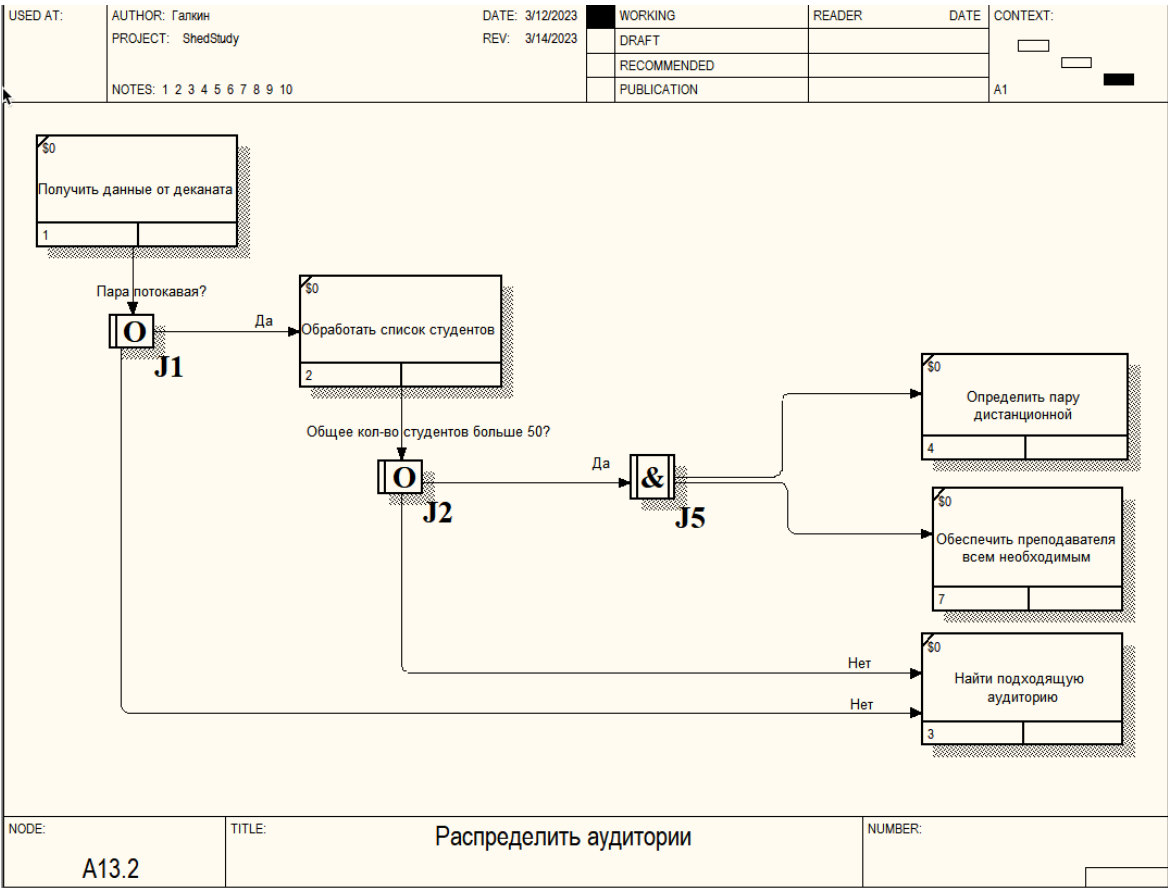 USED AT:
AUTHOR: Галкин
DATE: 3/12/2023
WORKING
READER
DATE
CONTEXT:
PROJECT: ShedStudy
REV: 3/14/2023
DRAFT
RECOMMENDED
NOTES: 1 2 3 4 5 6 7 8 9 10
PUBLICATION
A1
$0
Получить данные от деканата
1
Пара потокавая?
O
J1
Да
$0
Обработать список студентов
2
Общее кол-во студентов больше 50?
O
J2
Да
&
J5
$0
Определить пару
дистанционной
4
$0
Обеспечить преподавателя
всем необходимым
7
Нет
Нет
$0
Найти подходящую
аудиторию
3
NODE:
A13.2
TITLE:
Распределить аудитории
NUMBER: